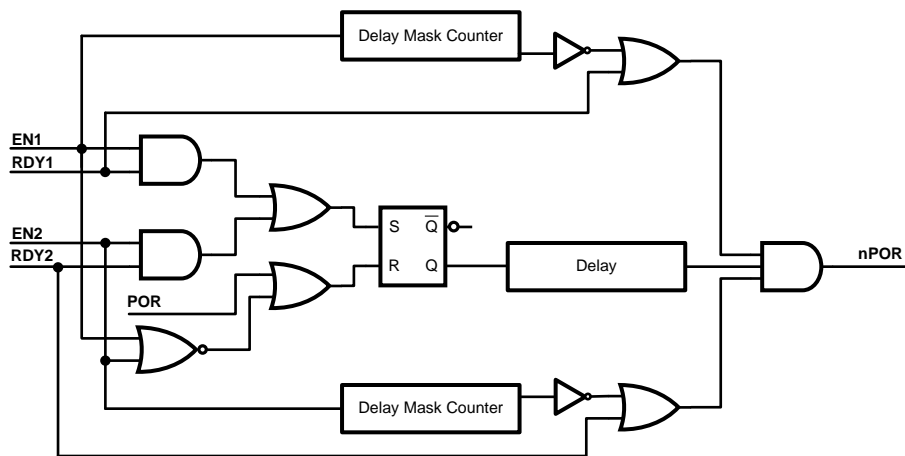 Delay Mask Counter
EN1
RDY1
EN2
RDY2
S Q̅
R Q
Delay
nPOR
POR
Delay Mask Counter